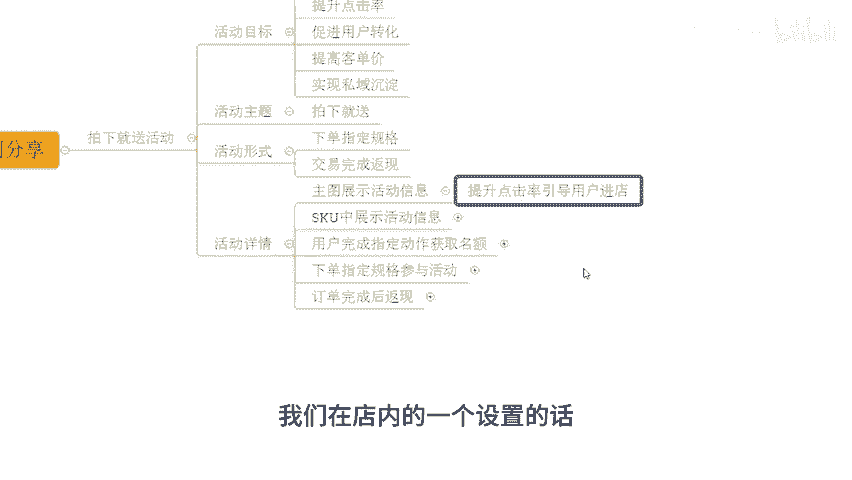 提升点击率
活动目标
促进用户转化
提高客单价
实现私域沉淀
活动主题
拍下就送
分享
拍下就送活动
活动形式
下单指定规格
交易完成返现
主图展示活动信息
提升点击率引导用户进店
SKU中展示活动信息
活动详情
用户完成指定动作获取名额
下单指定规格参与活动
订单完成后返现
我们在店内的一个设置的话